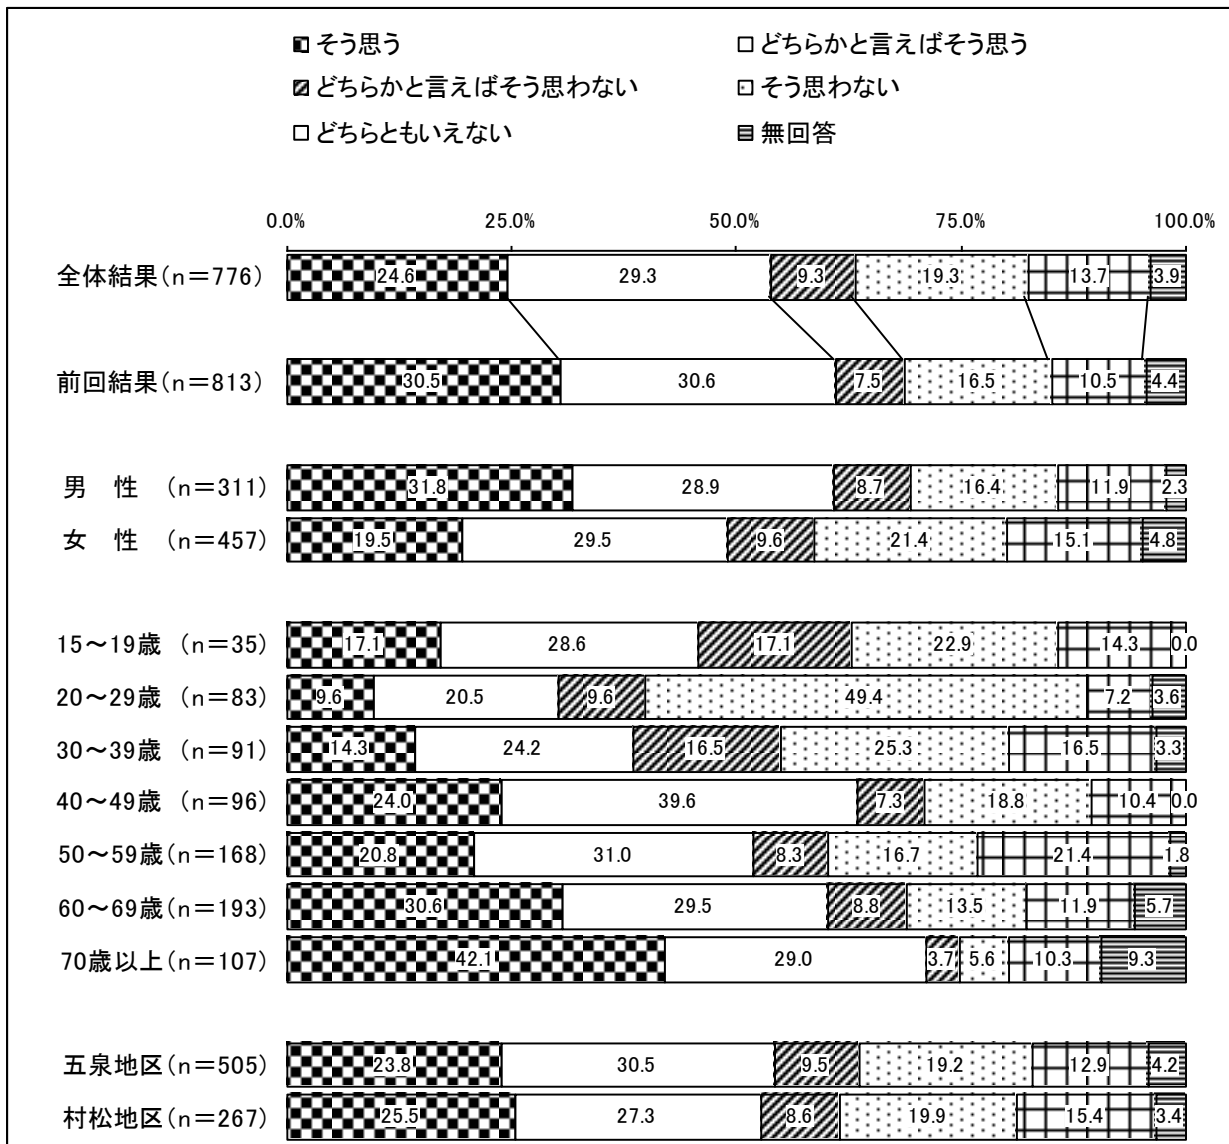 そう思う どちらかと言えばそう思う
どちらかと言えばそう思わない そう思わない
どちらともいえない 無回答
0.0% 25.0% 50.0% 75.0% 100.0%
全体結果(n=776) 24.6 29.3 9.3 19.3 13.7 3.9
前回結果(n=813) 30.5 30.6 7.5 16.5 10.5 4.4
男 性 (n=311) 31.8 28.9 8.7 16.4 11.9 2.3
女 性 (n=457) 19.5 29.5 9.6 21.4 15.1 4.8
15~19歳 (n=35) 17.1 28.6 17.1 22.9 14.3 0.0
20~29歳 (n=83) 9.6 20.5 9.6 49.4 7.2 3.6
30~39歳 (n=91) 14.3 24.2 16.5 25.3 16.5 3.3
40~49歳 (n=96) 24.0 39.6 7.3 18.8 10.4 0.0
50~59歳(n=168) 20.8 31.0 8.3 16.7 21.4 1.8
60~69歳(n=193) 30.6 29.5 8.8 13.5 11.9 5.7
70歳以上(n=107) 42.1 29.0 3.7 5.6 10.3 9.3
五泉地区(n=505) 23.8 30.5 9.5 19.2 12.9 4.2
村松地区(n=267) 25.5 27.3 8.6 19.9 15.4 3.4